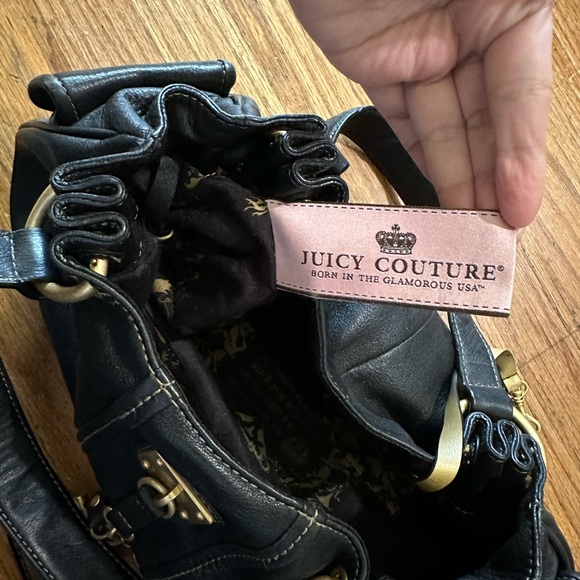 JUICY COUTURE®
BORN IN THE GLAMOROUS USA™